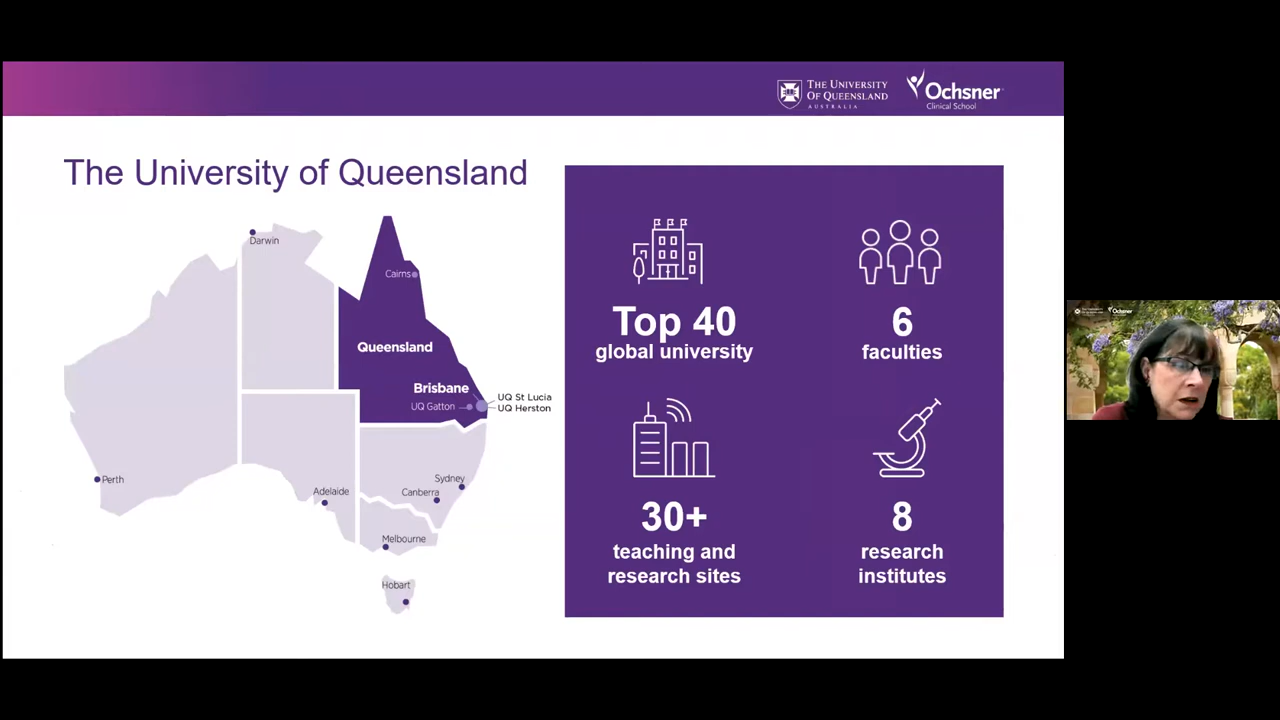 THE UNIVERSITY
OF QUEENSLAND
AUSTRALIA
Ochsner
Clinical School
The University of Queensland
Darwin
Cairns
Queensland
Brisbane
UQ St Lucia
UQ Gatton
UQ Herston
Perth
Adelaide
Sydney
Canberra
Melbourne
Hobart
Top 40
global university
6
faculties
30+
teaching and
research sites
8
research
institutes
Ochsner